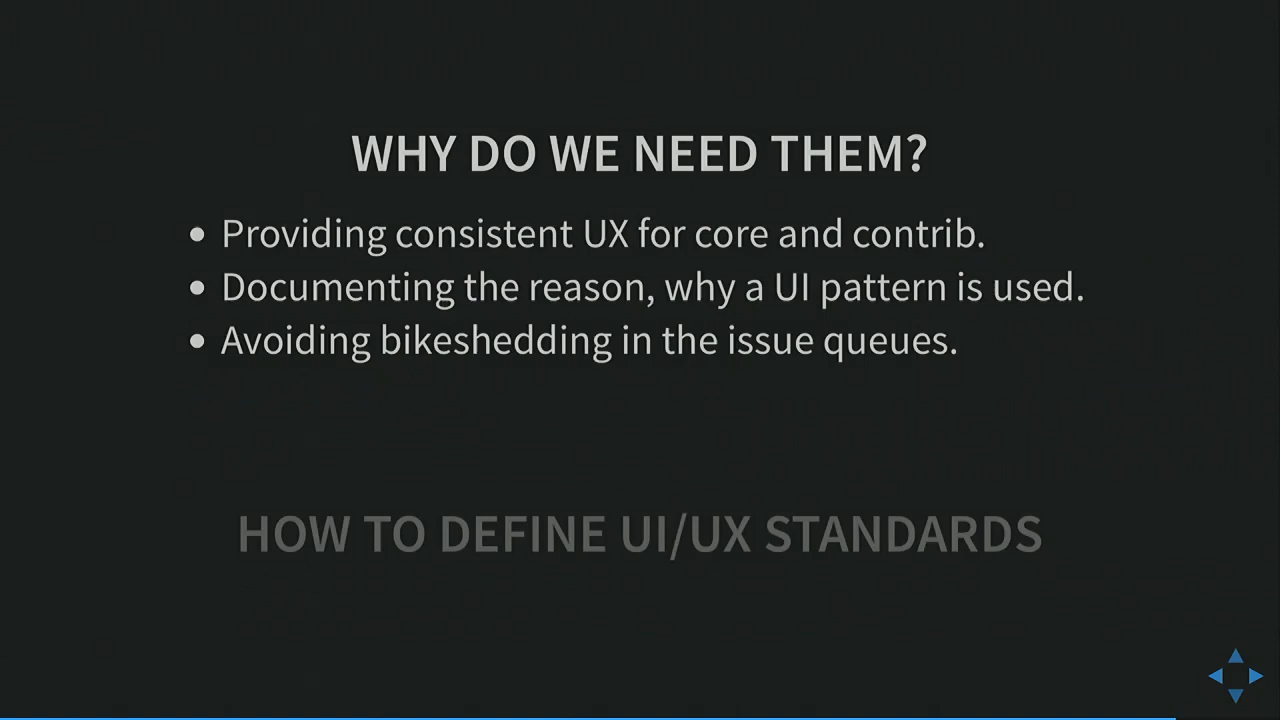 WHY DO WE NEED THEM?
Providing consistent UX for core and contrib.
Documenting the reason, why a UI pattern is used.
Avoiding bikeshedding in the issue queues.
HOW TO DEFINE UI/UX STANDARDS